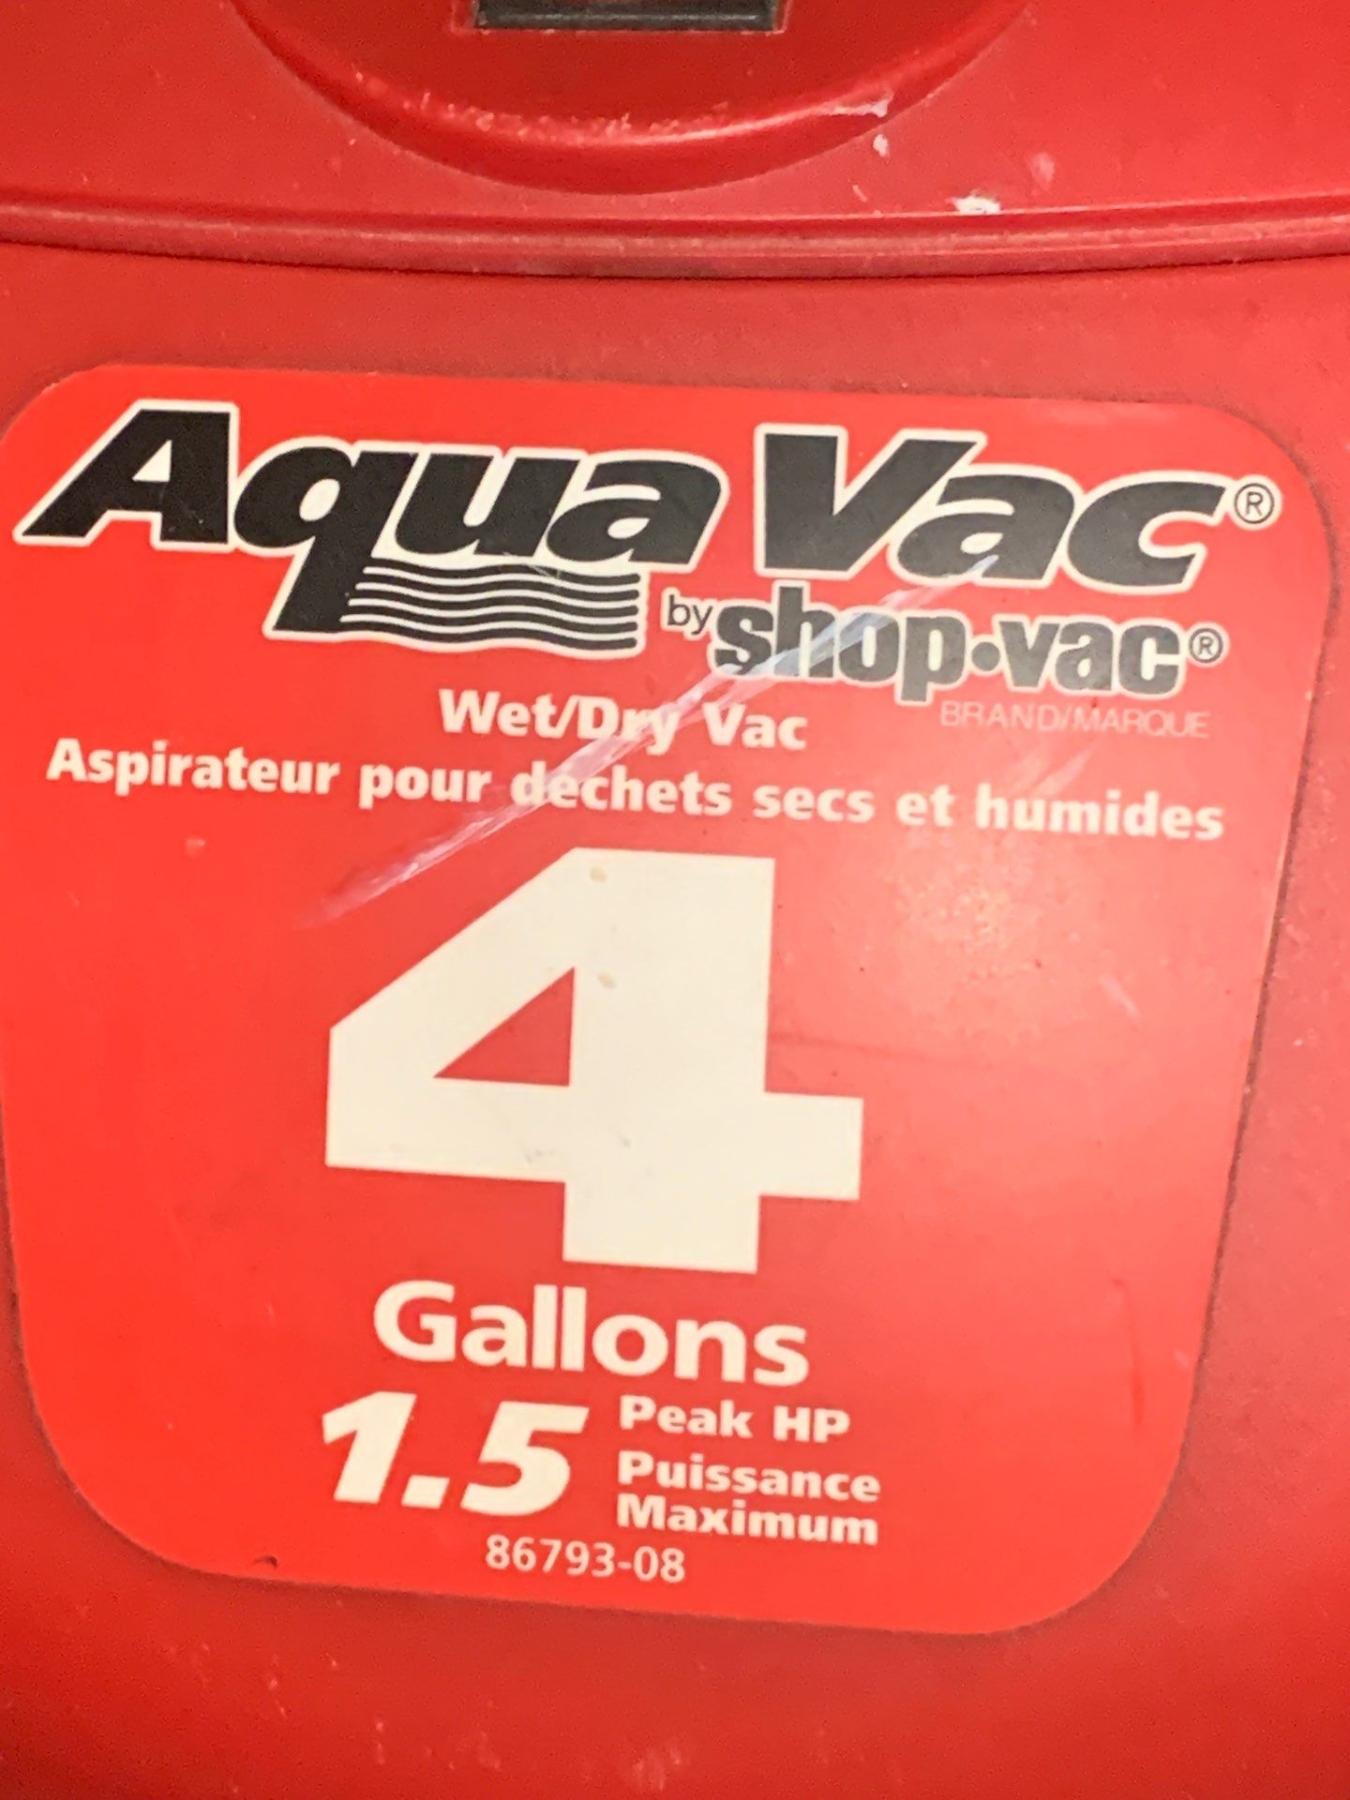 Aqua Vac®
by shop·vac®
BRAND/MARQUE
Wet/Dry Vac
Aspirateur pour déchets secs et humides
4
Gallons
1.5 Peak HP
Puissance
Maximum
86793-08